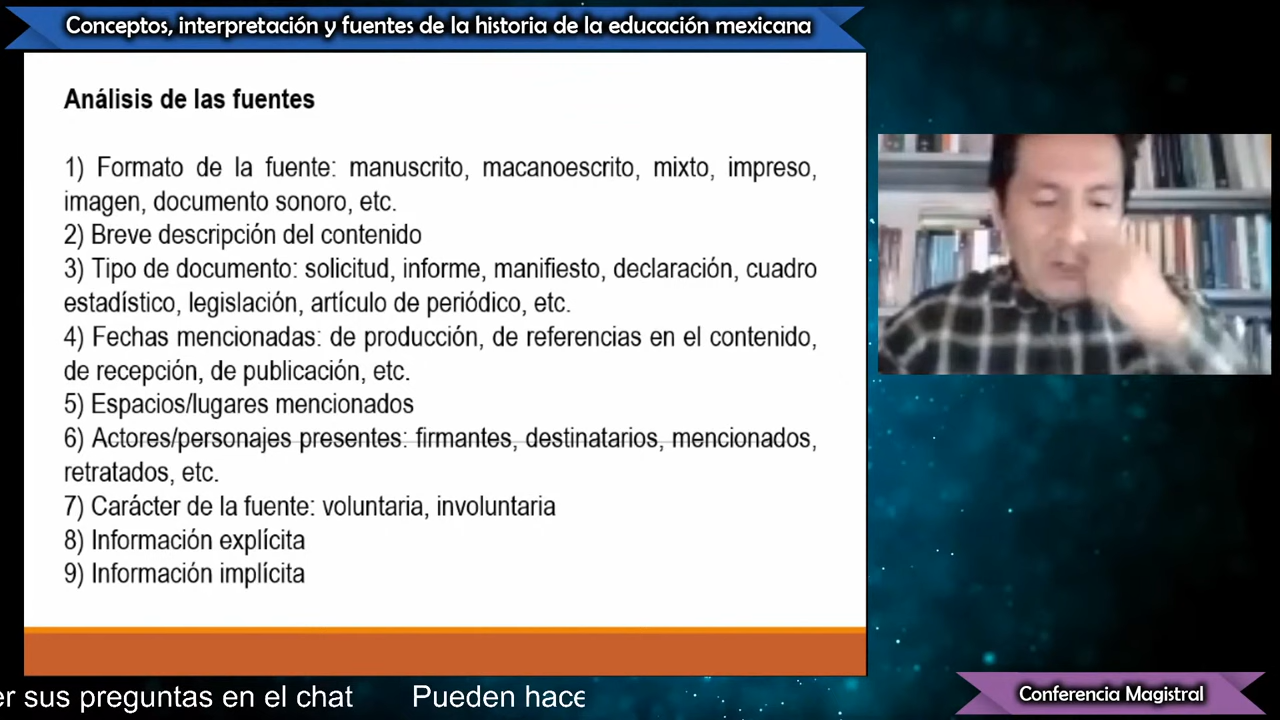 Conceptos, interpretación y fuentes de la historia de la educación mexicana
Análisis de las fuentes
1) Formato de la fuente: manuscrito, macanoescrito, mixto, impreso,
imagen, documento sonoro, etc.
2) Breve descripción del contenido
3) Tipo de documento: solicitud, informe, manifiesto, declaración, cuadro
estadístico, legislación, artículo de periódico, etc.
4) Fechas mencionadas: de producción, de referencias en el contenido,
de recepción, de publicación, etc.
5) Espacios/lugares mencionados
6) Actores/personajes presentes: firmantes, destinatarios, mencionados,
retratados, etc.
7) Carácter de la fuente: voluntaria, involuntaria
8) Información explícita
9) Información implícita
er sus preguntas en el chat Pueden hace
Conferencia Magistral